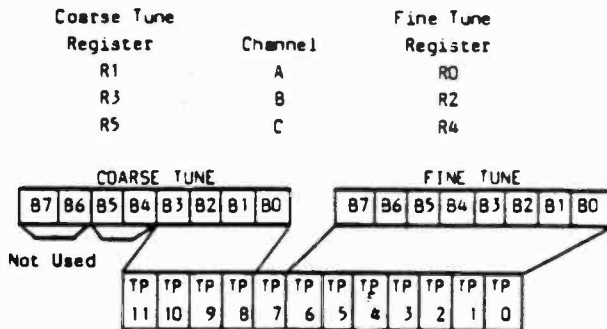 Coarse Tune Fine Tune
Register Channel Register
R1 A R0
R3 B R2
R5 C R4
COARSE TUNE FINE TUNE
B7 B6 B5 B4 B3 B2 B1 B0 B7 B6 B5 B4 B3 B2 B1 B0
Not Used
TP TP TP TP TP TP TP TP TP TP TP TP
11 10 9 8 7 6 5 4 3 2 1 0